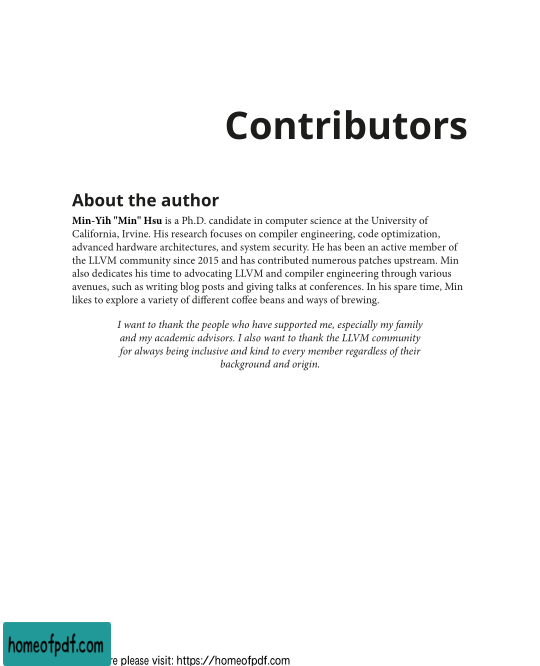 Contributors
About the author
Min-Yih "Min" Hsu is a Ph.D. candidate in computer science at the University of
California, Irvine. His research focuses on compiler engineering, code optimization,
advanced hardware architectures, and system security. He has been an active member of
the LLVM community since 2015 and has contributed numerous patches upstream. Min
also dedicates his time to advocating LLVM and compiler engineering through various
avenues, such as writing blog posts and giving talks at conferences. In his spare time, Min
likes to explore a variety of different coffee beans and ways of brewing.
I want to thank the people who have supported me, especially my family
and my academic advisors. I also want to thank the LLVM community
for always being inclusive and kind to every member regardless of their
background and origin.
homeofpdf.com
please visit: https://homeofpdf.com